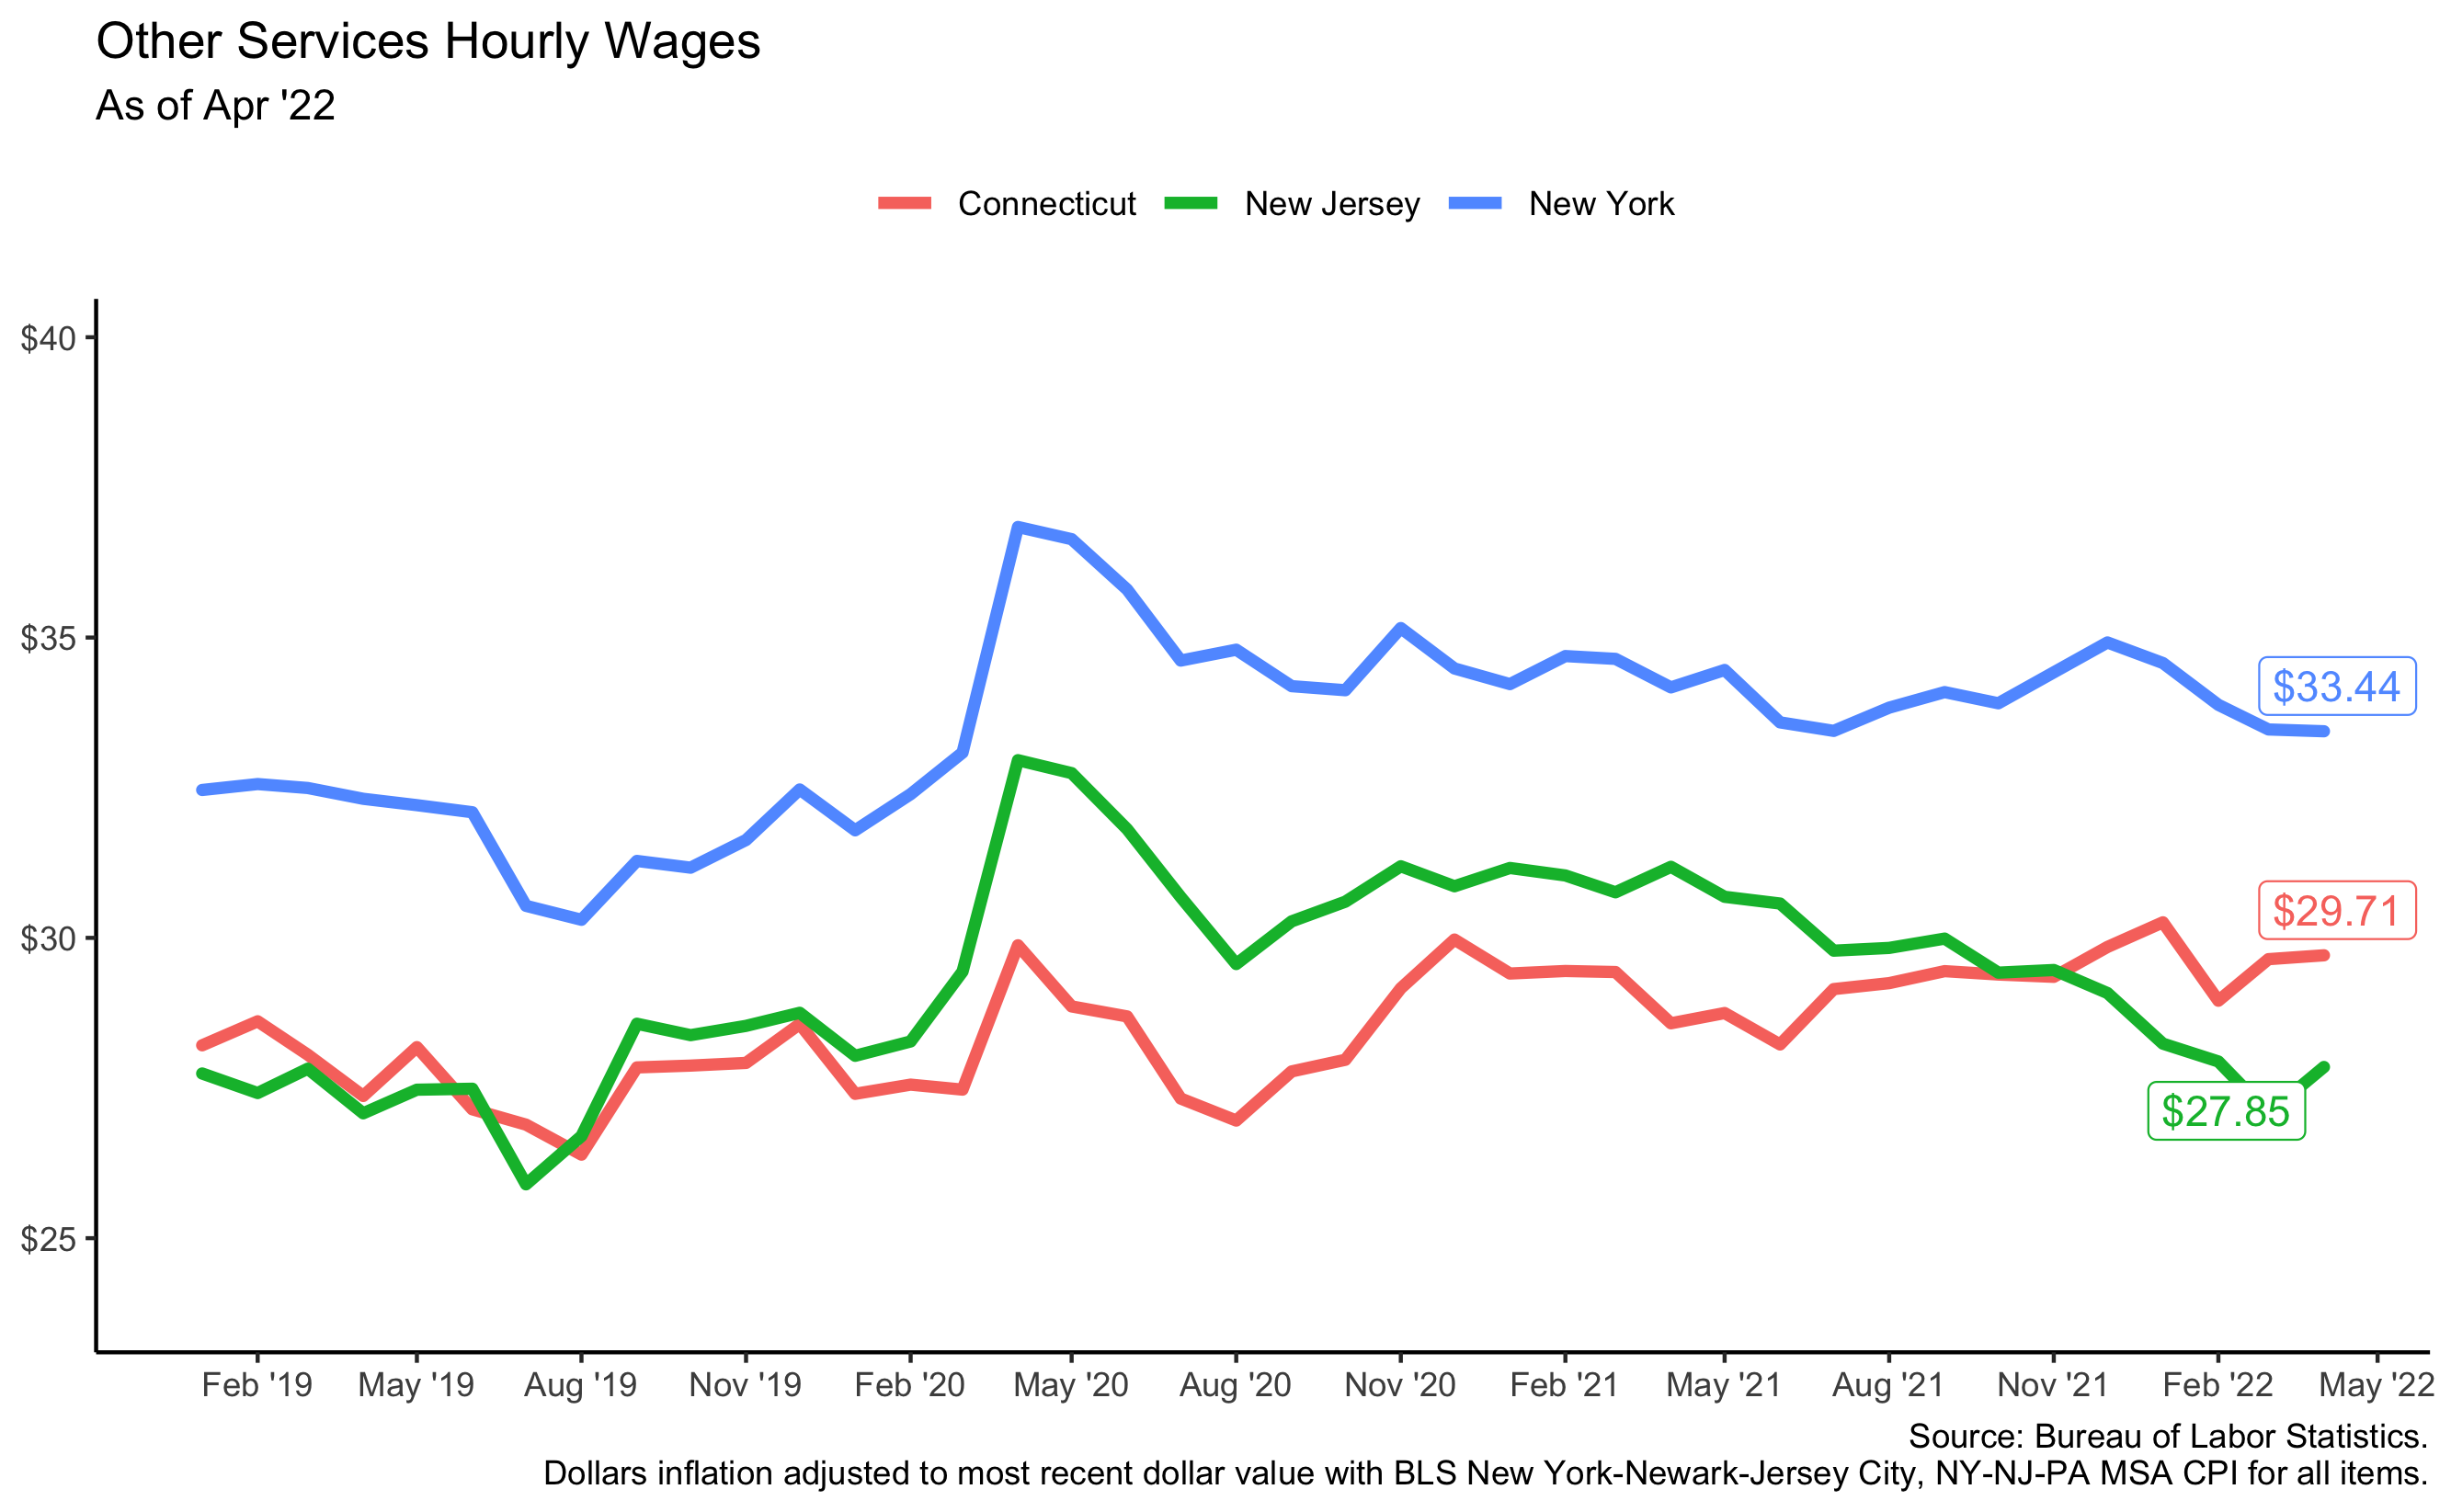 Other Services Hourly Wages
As of Apr '22
Connecticut New Jersey New York
$40
$35
$30
$25
$33.44
$29.71
$27.85
Feb '19 May '19 Aug '19 Nov '19 Feb '20 May '20 Aug '20 Nov '20 Feb '21 May '21 Aug '21 Nov '21 Feb '22 May '22
Source: Bureau of Labor Statistics.
Dollars inflation adjusted to most recent dollar value with BLS New York-Newark-Jersey City, NY-NJ-PA MSA CPI for all items.